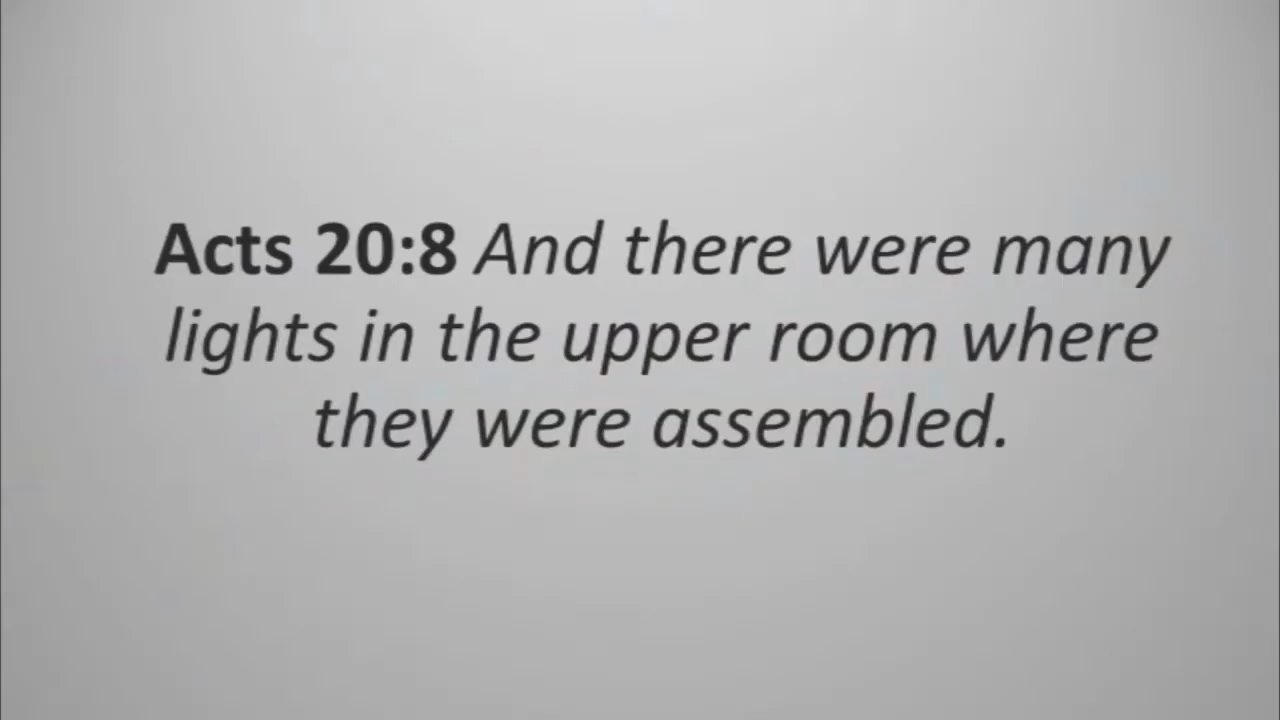 Acts 20:8 And there were many
lights in the upper room where
they were assembled.